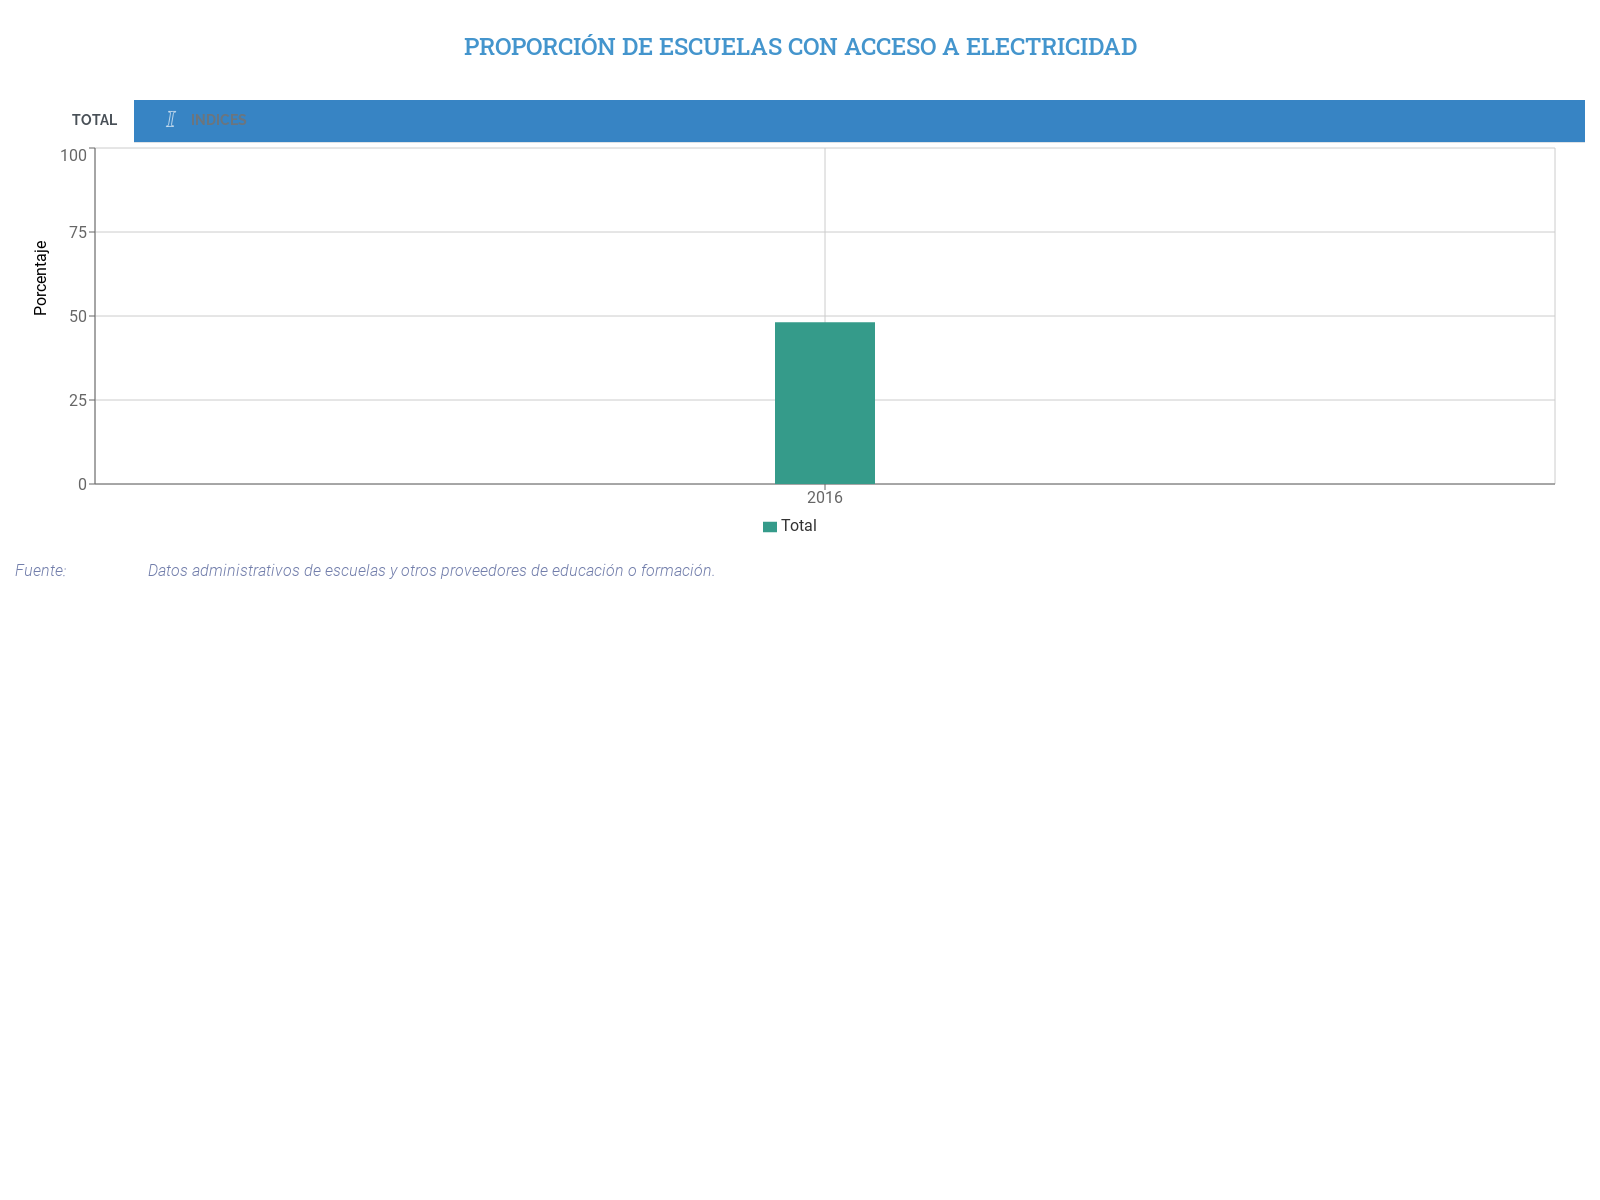 PROPORCIÓN DE ESCUELAS CON ACCESO A ELECTRICIDAD
TOTAL INDICES
100
75
50
25
0
Porcentaje
2016
Total
Fuente: Datos administrativos de escuelas y otros proveedores de educación o formación.